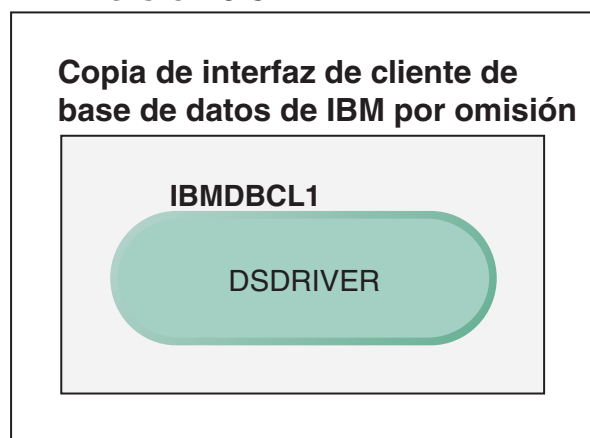 Copia de interfaz de cliente de
base de datos de IBM por omisión
IBMDBCL1
DSDRIVER